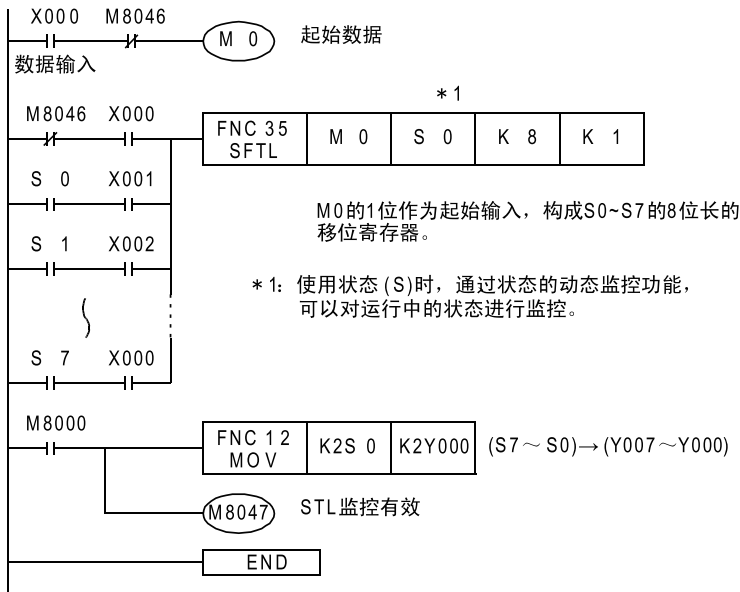 X000 M8046
M 0 起始数据
数据输入
*1
M8046 X000
FNC 35
SFTL
M 0
S 0
K 8
K 1
S 0 X001
M0的1位作为起始输入，构成S0~S7的8位长的
移位寄存器。
S 1 X002
*1: 使用状态(S)时，通过状态的动态监控功能，
可以对运行中的状态进行监控。
S 7 X000
M8000
FNC 12
MOV
K2S 0
K2Y000
(S7～S0)→(Y007～Y000)
M8047 STL监控有效
END